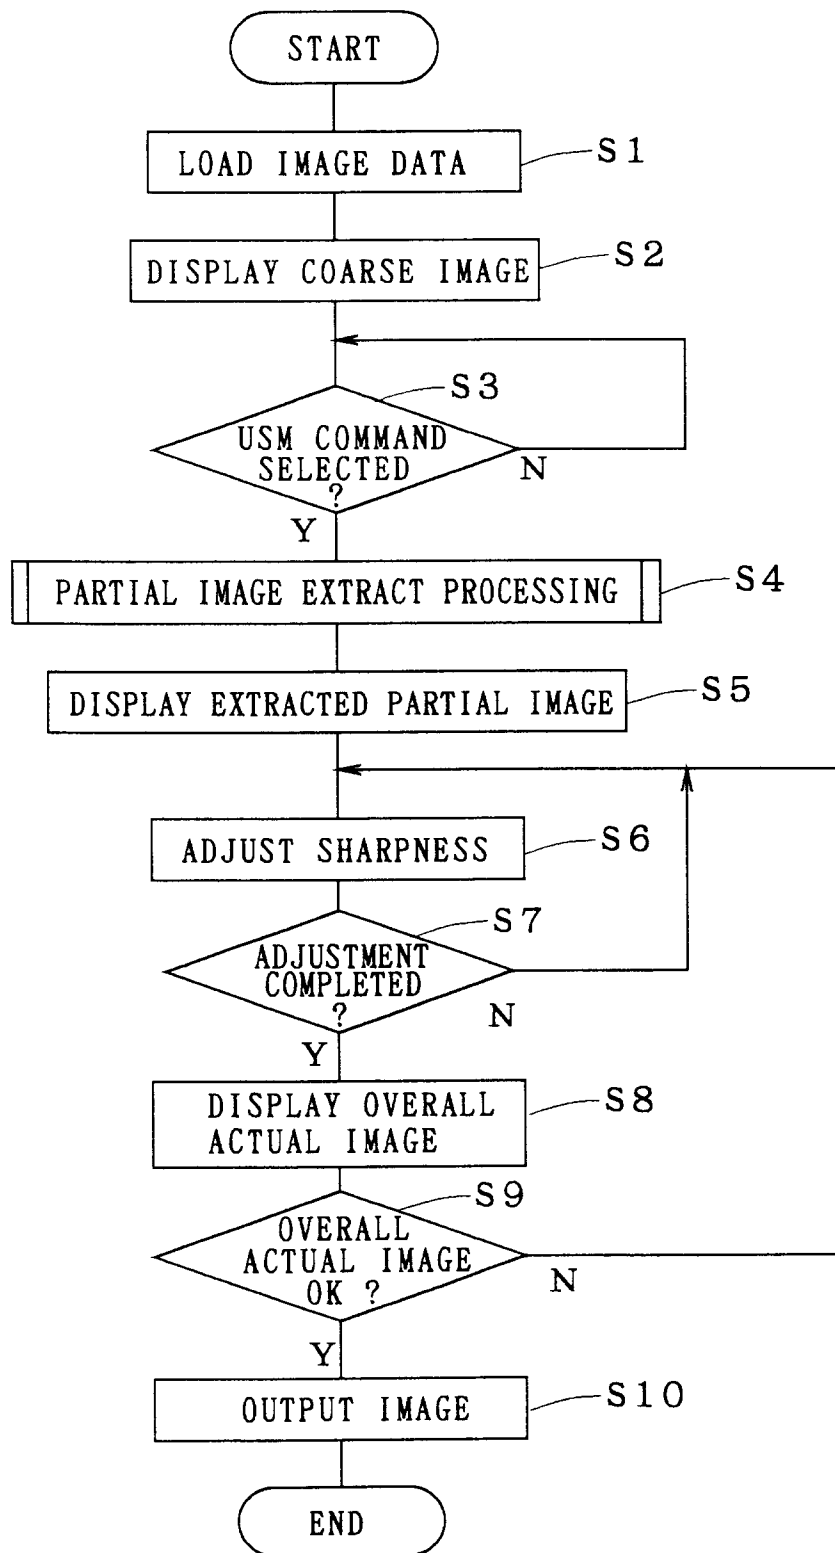 START
LOAD IMAGE DATA
S1
DISPLAY COARSE IMAGE
S2
S3
USM COMMAND
SELECTED
?
N
Y
PARTIAL IMAGE EXTRACT PROCESSING
S4
DISPLAY EXTRACTED PARTIAL IMAGE
S5
ADJUST SHARPNESS
S6
S7
ADJUSTMENT
COMPLETED
?
N
Y
DISPLAY OVERALL
ACTUAL IMAGE
S8
S9
OVERALL
ACTUAL IMAGE
OK ?
N
Y
OUTPUT IMAGE
S10
END